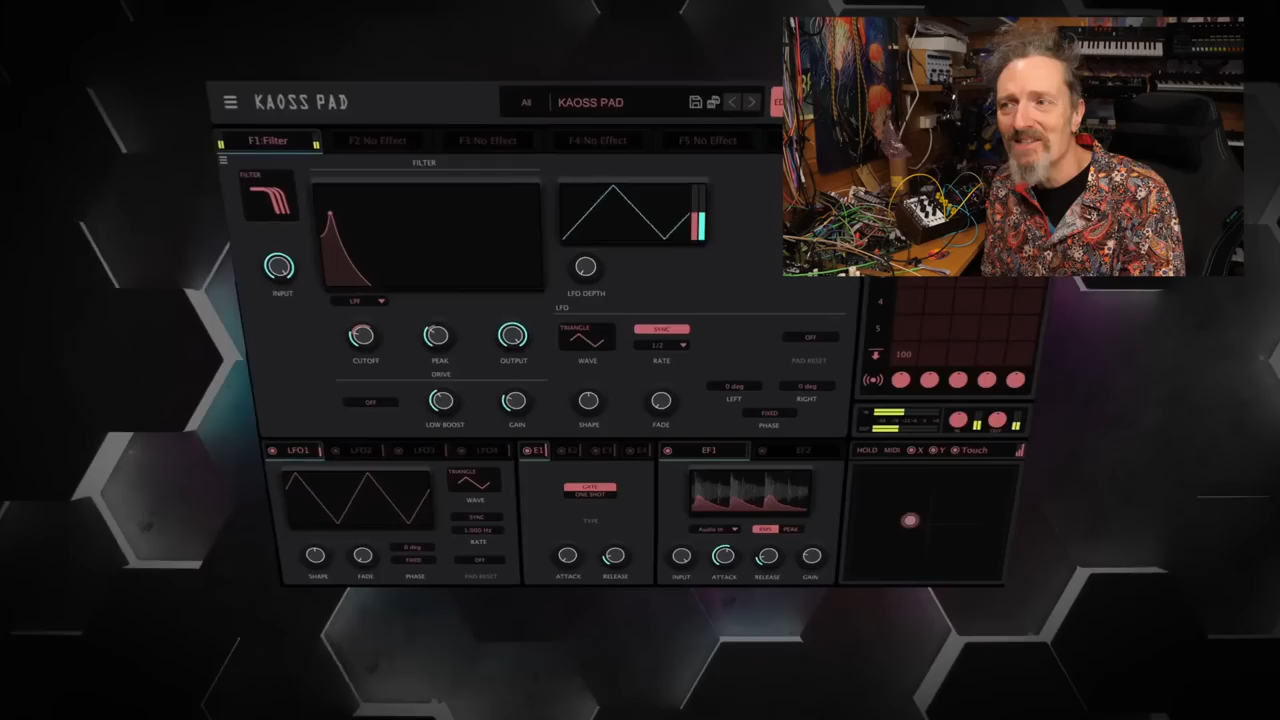 KAOSS PAD
All
KAOSS PAD
F1:Filter
F2:No Effect
F3:No Effect
F4:No Effect
F5:No Effect
FILTER
FILTER
INPUT
LPF
CUTOFF
PEAK
OUTPUT
DRIVE
OFF
LOW BOOST
GAIN
LFO DEPTH
LFO
TRIANGLE
WAVE
SYNC
1/2
RATE
OFF
PAD RESET
SHAPE
FADE
0 deg
LEFT
0 deg
RIGHT
FIXED
PHASE
4
5
100
LFO1
LFO2
LFO3
LFO4
E1
E2
E3
E4
EF1
EF2
HOLD
MIDI
X
Y
Touch
TRIANGLE
WAVE
SYNC
1.000 Hz
RATE
SHAPE
FADE
0 deg
FIXED
PHASE
OFF
PAD RESET
GATE
ONE SHOT
TYPE
ATTACK
RELEASE
Audio In
RMS
PEAK
INPUT
ATTACK
RELEASE
GAIN